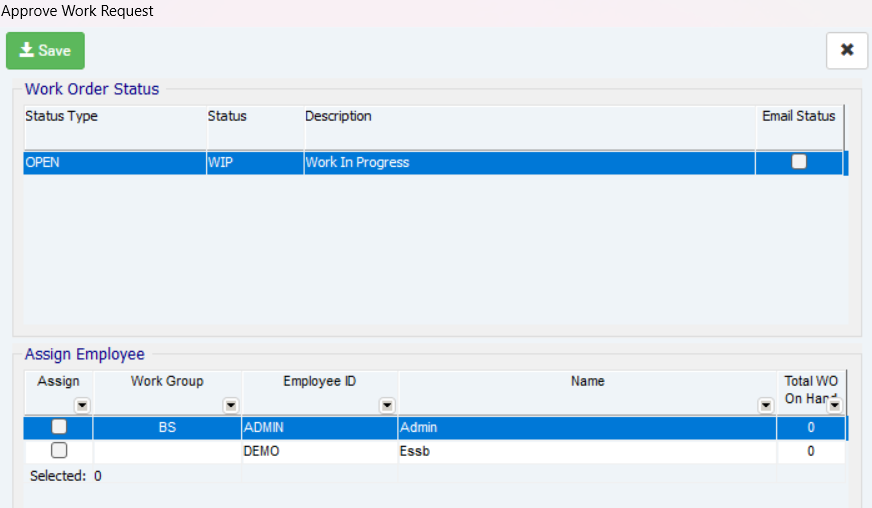 Approve Work Request
Save
Work Order Status
Status Type Status Description Email Status
OPEN WIP Work In Progress
Assign Employee
Assign Work Group Employee ID Name Total WO On Hand
BS ADMIN Admin 0
DEMO Essb 0
Selected: 0